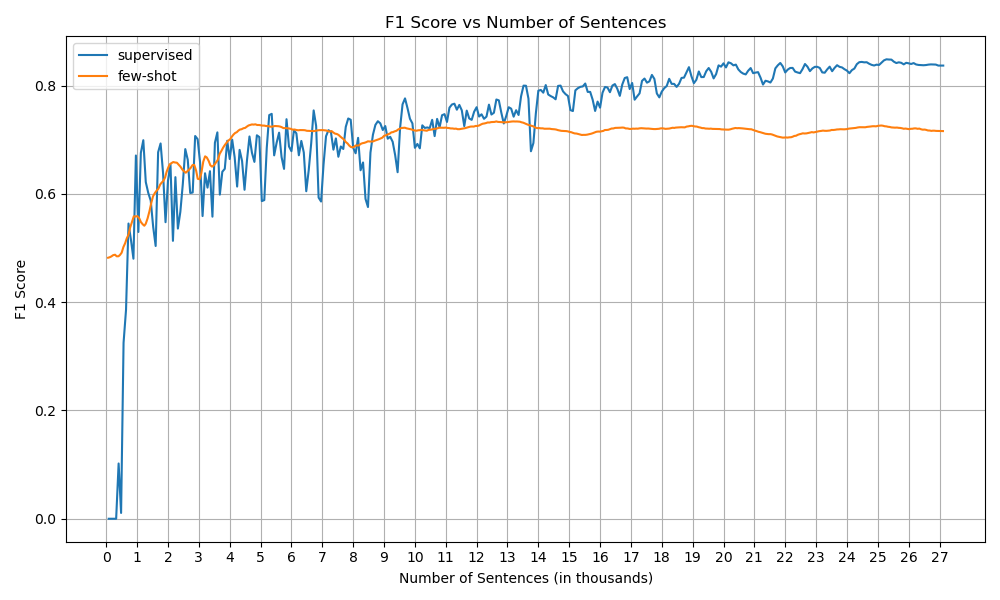 F1 Score vs Number of Sentences
supervised
few-shot
F1 Score
0.8
0.6
0.4
0.2
0.0
0 1 2 3 4 5 6 7 8 9 10 11 12 13 14 15 16 17 18 19 20 21 22 23 24 25 26 27
Number of Sentences (in thousands)